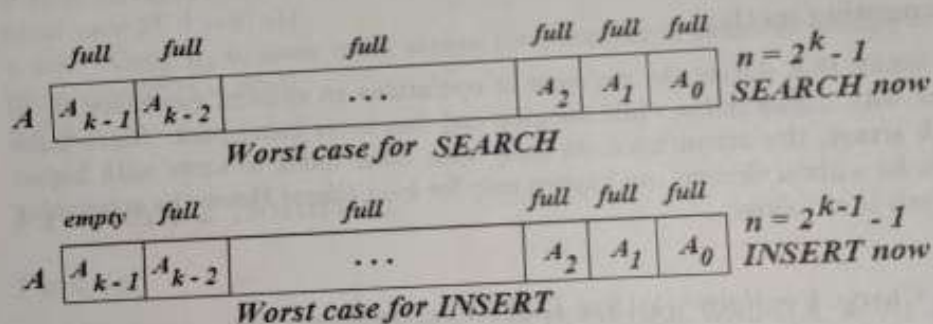 full full full full full full
A A k - 1 A k - 2 . . . A 2 A 1 A 0 n = 2 k - 1
SEARCH now
Worst case for SEARCH
empty full full full full full
A A k - 1 A k - 2 . . . A 2 A 1 A 0 n = 2 k-1 - 1
INSERT now
Worst case for INSERT